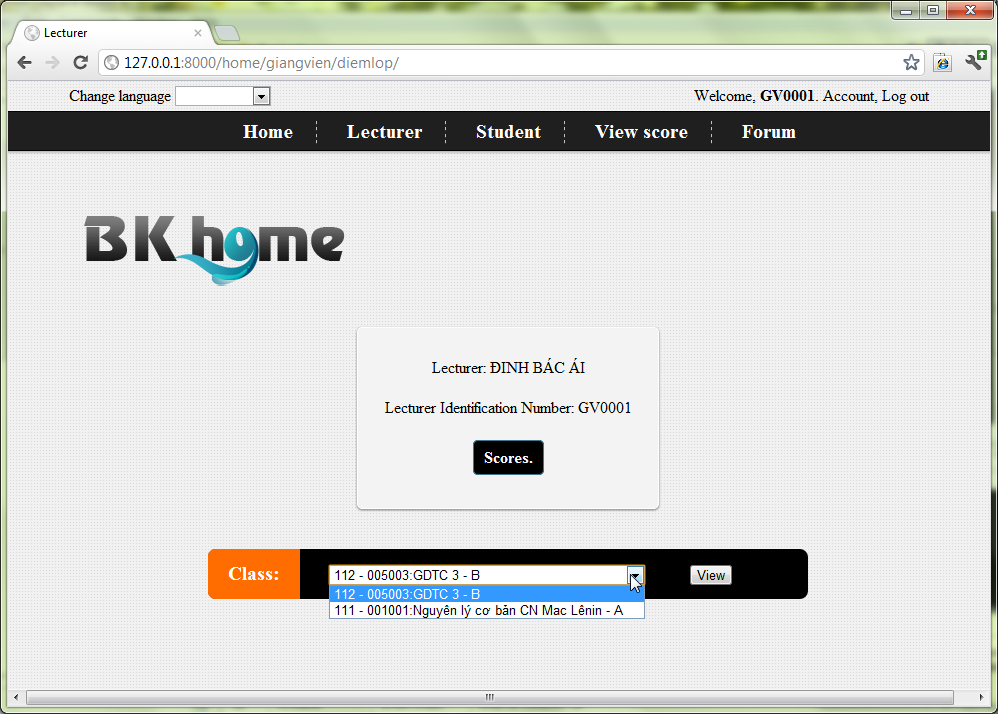 Lecturer
127.0.0.1:8000/home/giangvien/diemlop/
Change language
Welcome, GV0001. Account, Log out
Home Lecturer Student View score Forum
BK home
Lecturer: ĐINH BÁC ÁI
Lecturer Identification Number: GV0001
Scores.
Class: 112 - 005003:GDTC 3 - B View
112 - 005003:GDTC 3 - B
111 - 001001:Nguyên lý cơ bản CN Mac Lênin - A